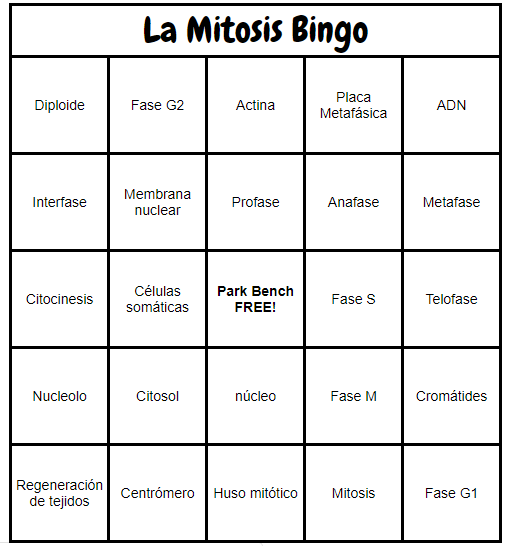 La Mitosis Bingo
Diploide
Fase G2
Actina
Placa
Metafásica
ADN
Interfase
Membrana
nuclear
Profase
Anafase
Metafase
Citocinesis
Células
somáticas
Park Bench
FREE!
Fase S
Telofase
Nucleolo
Citosol
núcleo
Fase M
Cromátides
Regeneración
de tejidos
Centrómero
Huso mitótico
Mitosis
Fase G1